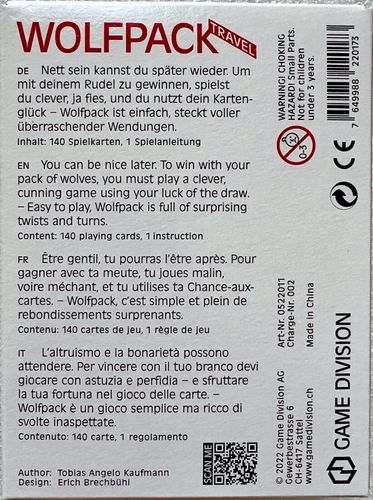 WOLFPACK
TRAVEL
DE Nett sein kannst du später wieder. Um
mit deinem Rudel zu gewinnen, spielst
du clever, ja fies, und du nutzt dein Karten-
glück – Wolfpack ist einfach, steckt voller
überraschender Wendungen.
Inhalt: 140 Spielkarten, 1 Spielanleitung
EN You can be nice later. To win with your
pack of wolves, you must play a clever,
cunning game using your luck of the draw.
– Easy to play, Wolfpack is full of surprising
twists and turns.
Content: 140 playing cards, 1 instruction
FR Être gentil, tu pourras l'être après. Pour
gagner avec ta meute, tu joues malin,
voire méchant, et tu utilises ta Chance-aux-
cartes. – Wolfpack, c'est simple et plein de
rebondissements surprenants.
Contenu: 140 cartes de jeu, 1 règle de jeu
IT L'altruismo e la bonarietà possono
attendere. Per vincere con il tuo branco devi
giocare con astuzia e perfidia – e sfruttare
la tua fortuna nel gioco delle carte. –
Wolfpack è un gioco semplice ma ricco di
svolte inaspettate.
Contenuto: 140 carte, 1 regolamento
Author: Tobias Angelo Kaufmann
Design: Erich Brechbühl
SCAN ME
WARNING! CHOKING
HAZARD! Small Parts.
Not for children
under 3 years.
0-3
7 649988 220173
CE
Art-Nr. 0522011
Charge-Nr. 002
Made in China
© 2022 Game Division AG
Gewerbestrasse 6
CH-6417 Sattel
www.gamedivision.ch
GAME DIVISION